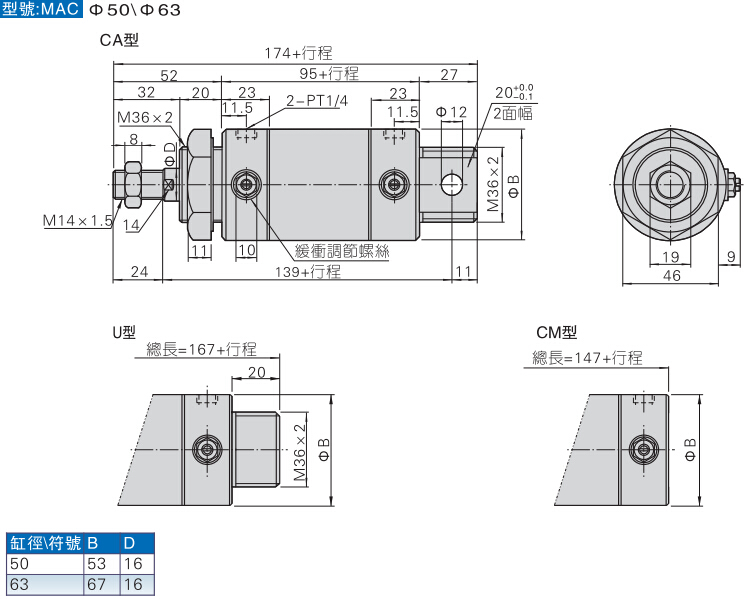 型號:MAC Φ50\Φ63
CA型
174+行程
52
95+行程
27
32
20
23
23
20+0.0
-0.1
11.5
2-PT1/4
11.5
Φ12
2面幅
M36×2
8
ΦD
M36×2
ΦB
M14×1.5
14
11
10
緩衝調節螺絲
19
9
24
139+行程
11
46
U型
總長=167+行程
20
M36×2
ΦB
CM型
總長=147+行程
ΦB
缸徑\符號 B D
50 53 16
63 67 16